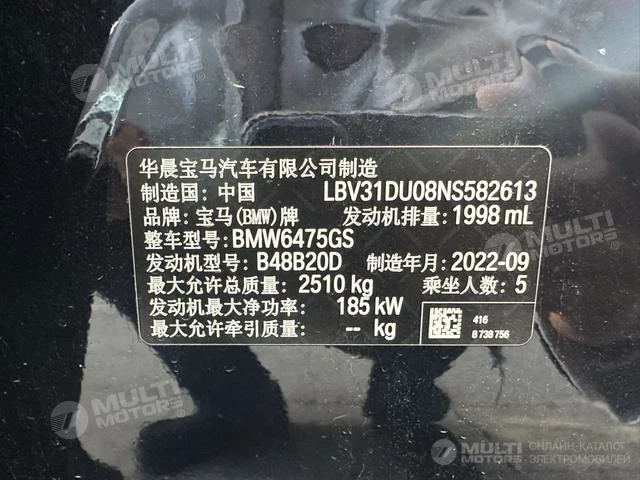 华晨宝马汽车有限公司制造
制造国: 中国 LBV31DU08NS582613
品牌: 宝马(BMW)牌 发动机排量: 1998 mL
整车型号: BMW6475GS
发动机型号: B48B20D 制造年月: 2022-09
最大允许总质量: 2510 kg 乘坐人数: 5
发动机最大净功率: 185 kW
最大允许牵引质量: -- kg
416
8 738 756
MULTI MOTORS
MULTI MOTORS
MULTI MOTORS
MULTI MOTORS
ОНЛАЙН-КАТАЛОГ
ЭЛЕКТРОМОБИЛЕЙ